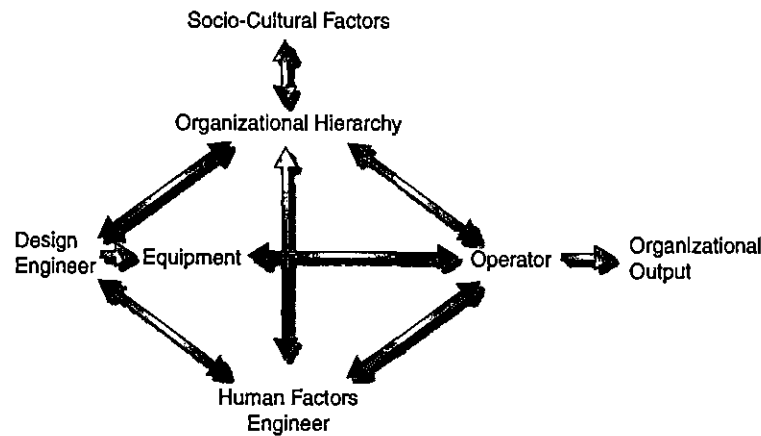 Socio-Cultural Factors
Organizational Hierarchy
Design
Engineer
Equipment
Operator
Organizational
Output
Human Factors
Engineer